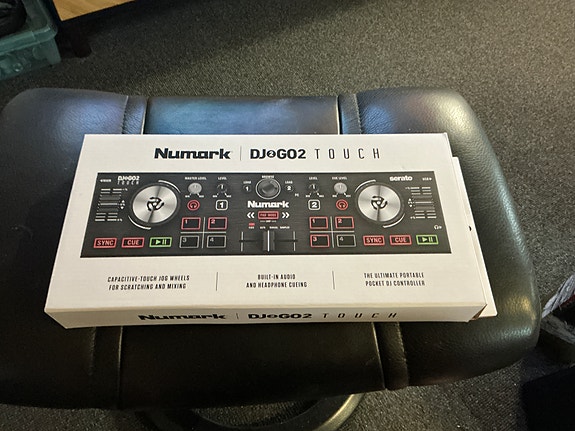 Numark | DJ2GO2 TOUCH
DJ2GO2
TOUCH
MASTER LEVEL
LEVEL
LOAD
1
BROWSE
LOAD
2
LEVEL
CUE LEVEL
serato
Numark
PAD MODE
1 2
3 4
1 2
3 4
SYNC CUE
SYNC CUE
CAPACITIVE-TOUCH JOG WHEELS
FOR SCRATCHING AND MIXING
BUILT-IN AUDIO
AND HEADPHONE CUEING
THE ULTIMATE PORTABLE
POCKET DJ CONTROLLER
Numark | DJ2GO2 TOUCH